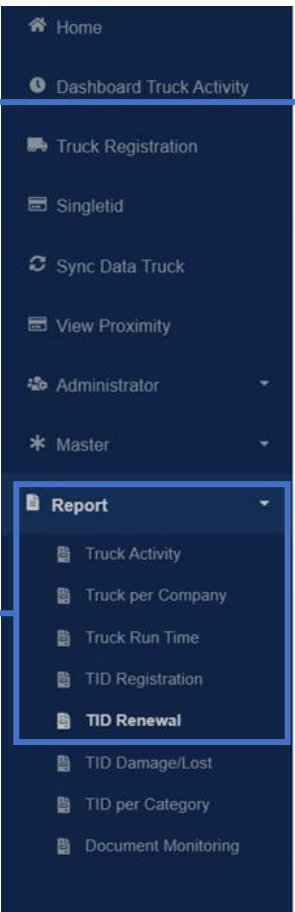 Home
Dashboard Truck Activity
Truck Registration
Singletid
Sync Data Truck
View Proximity
Administrator
Master
Report
Truck Activity
Truck per Company
Truck Run Time
TID Registration
TID Renewal
TID Damage/Lost
TID per Category
Document Monitoring